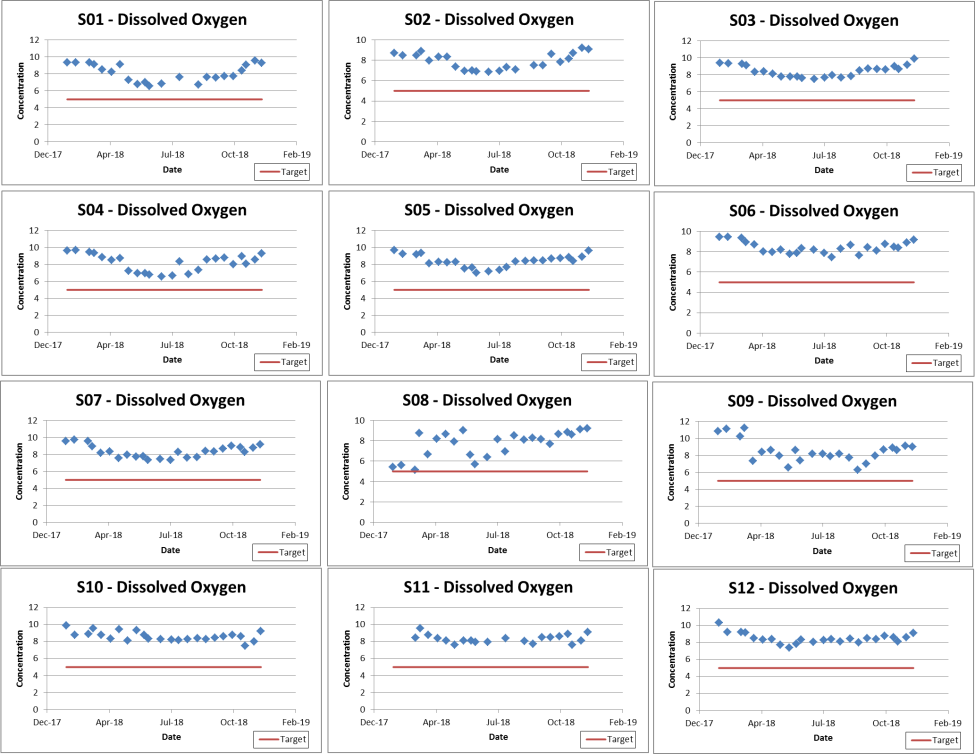 S01 - Dissolved Oxygen
12
10
8
6
4
2
0
Concentration
Dec-17 Apr-18 Jul-18 Oct-18 Feb-19
Date
Target
S02 - Dissolved Oxygen
12
10
8
6
4
2
0
Concentration
Dec-17 Apr-18 Jul-18 Oct-18 Feb-19
Date
Target
S03 - Dissolved Oxygen
12
10
8
6
4
2
0
Concentration
Dec-17 Apr-18 Jul-18 Oct-18 Feb-19
Date
Target
S04 - Dissolved Oxygen
12
10
8
6
4
2
0
Concentration
Dec-17 Apr-18 Jul-18 Oct-18 Feb-19
Date
Target
S05 - Dissolved Oxygen
12
10
8
6
4
2
0
Concentration
Dec-17 Apr-18 Jul-18 Oct-18 Feb-19
Date
Target
S06 - Dissolved Oxygen
10
8
6
4
2
0
Concentration
Dec-17 Apr-18 Jul-18 Oct-18 Feb-19
Date
Target
S07 - Dissolved Oxygen
12
10
8
6
4
2
0
Concentration
Dec-17 Apr-18 Jul-18 Oct-18 Feb-19
Date
Target
S08 - Dissolved Oxygen
10
8
6
4
2
0
Concentration
Dec-17 Apr-18 Jul-18 Oct-18 Feb-19
Date
Target
S09 - Dissolved Oxygen
12
10
8
6
4
2
0
Concentration
Dec-17 Apr-18 Jul-18 Oct-18 Feb-19
Date
Target
S10 - Dissolved Oxygen
12
10
8
6
4
2
0
Concentration
Dec-17 Apr-18 Jul-18 Oct-18 Feb-19
Date
Target
S11 - Dissolved Oxygen
12
10
8
6
4
2
0
Concentration
Dec-17 Apr-18 Jul-18 Oct-18 Feb-19
Date
Target
S12 - Dissolved Oxygen
12
10
8
6
4
2
0
Concentration
Dec-17 Apr-18 Jul-18 Oct-18 Feb-19
Date
Target